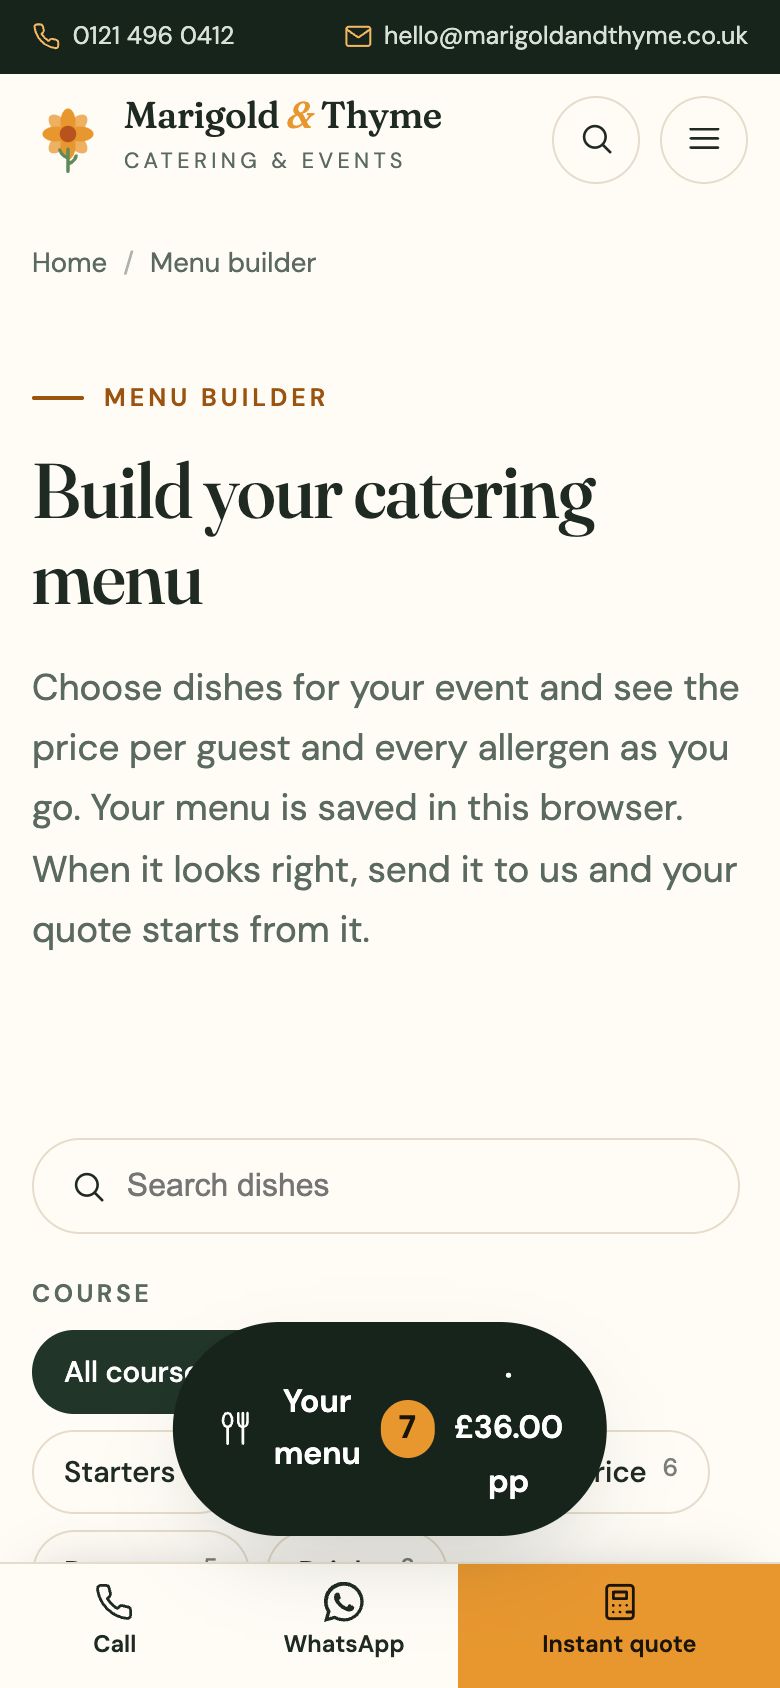 0121 496 0412
hello@marigoldandthyme.co.uk
Marigold & Thyme
CATERING & EVENTS
Home / Menu builder
MENU BUILDER
Build your catering
menu
Choose dishes for your event and see the
price per guest and every allergen as you
go. Your menu is saved in this browser.
When it looks right, send it to us and your
quote starts from it.
Search dishes
COURSE
All
Starters
6
Your
menu
7
·
£36.00
pp
Call
WhatsApp
Instant quote